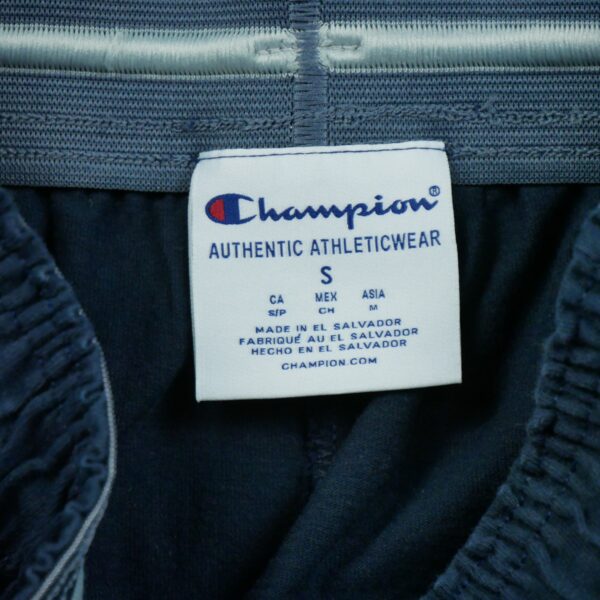 Champion®
AUTHENTIC ATHLETICWEAR
S
CA MEX ASIA
S/P CH M
MADE IN EL SALVADOR
FABRIQUÉ AU EL SALVADOR
HECHO EN EL SALVADOR
CHAMPION.COM